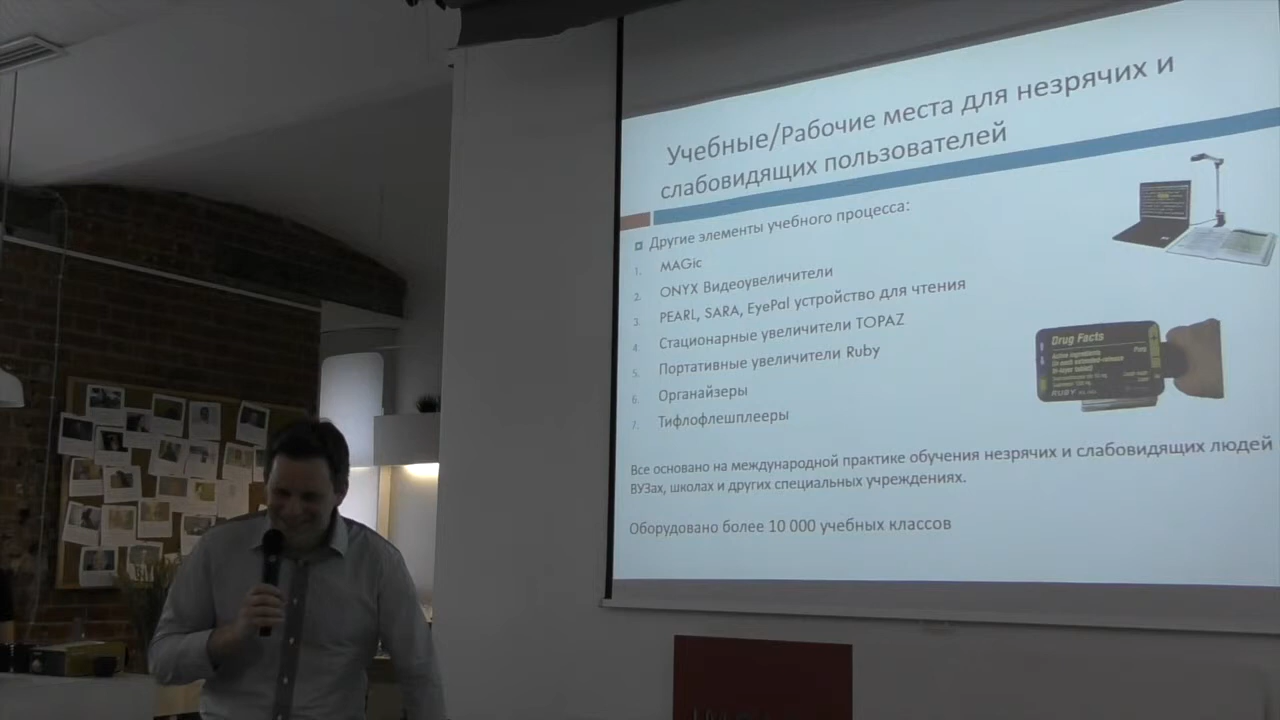 Учебные/Рабочие места для незрячих и
слабовидящих пользователей
Другие элементы учебного процесса:
1. MAGic
2. ONYX Видеоувеличители
3. PEARL, SARA, EyePal устройство для чтения
4. Стационарные увеличители TOPAZ
5. Портативные увеличители Ruby
6. Органайзеры
7. Тифлофлешплееры
Все основано на международной практике обучения незрячих и слабовидящих людей
ВУЗах, школах и других специальных учреждениях.
Оборудовано более 10 000 учебных классов
Drug Facts
Active ingredients
RUBY